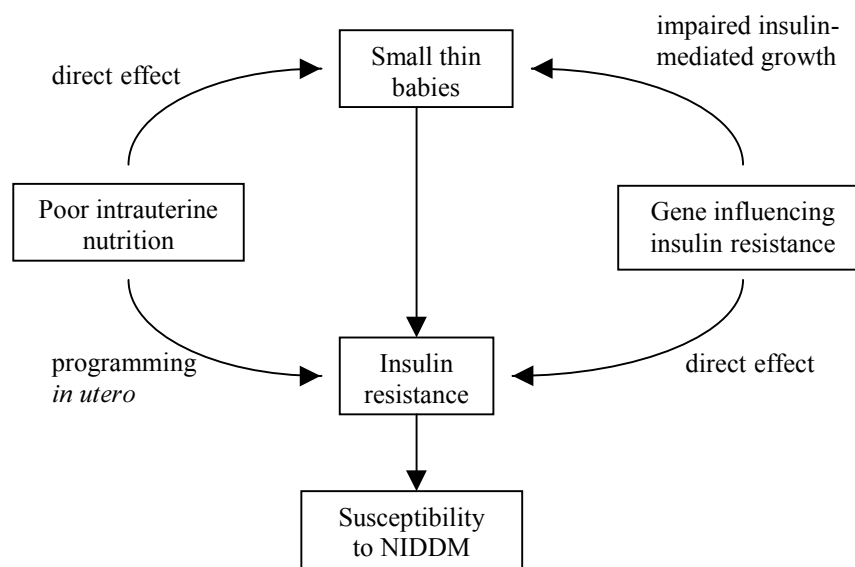 impaired insulin-
mediated growth
Small thin
babies
direct effect
Poor intrauterine
nutrition
Gene influencing
insulin resistance
programming
in utero
Insulin
resistance
direct effect
Susceptibility
to NIDDM